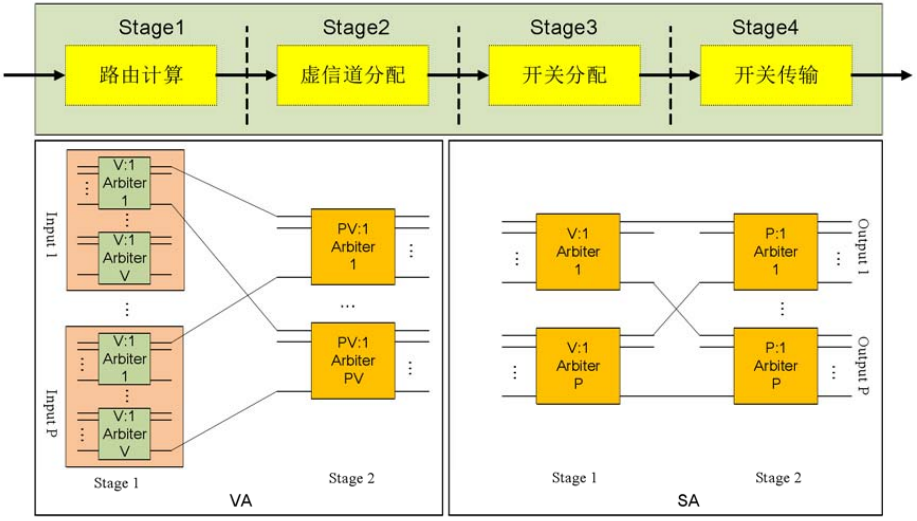 Stage1
Stage2
Stage3
Stage4
路由计算
虚信道分配
开关分配
开关传输
Input 1
V:1
Arbiter
1
...
V:1
Arbiter
V
...
Input P
V:1
Arbiter
1
...
V:1
Arbiter
V
Stage 1
PV:1
Arbiter
1
...
PV:1
Arbiter
PV
Stage 2
VA
V:1
Arbiter
1
V:1
Arbiter
P
Stage 1
P:1
Arbiter
1
...
P:1
Arbiter
P
Stage 2
Output 1
Output P
SA